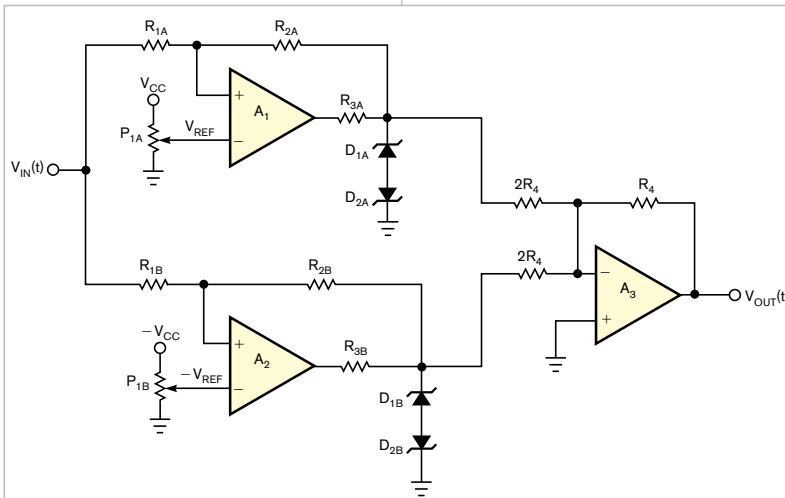 R1A
R2A
VCC
P1A
VREF
+
−
A1
R3A
D1A
D2A
VIN(t)
2R4
R4
2R4
−
+
A3
VOUT(t
R1B
R2B
−VCC
P1B
−VREF
+
−
A2
R3B
D1B
D2B